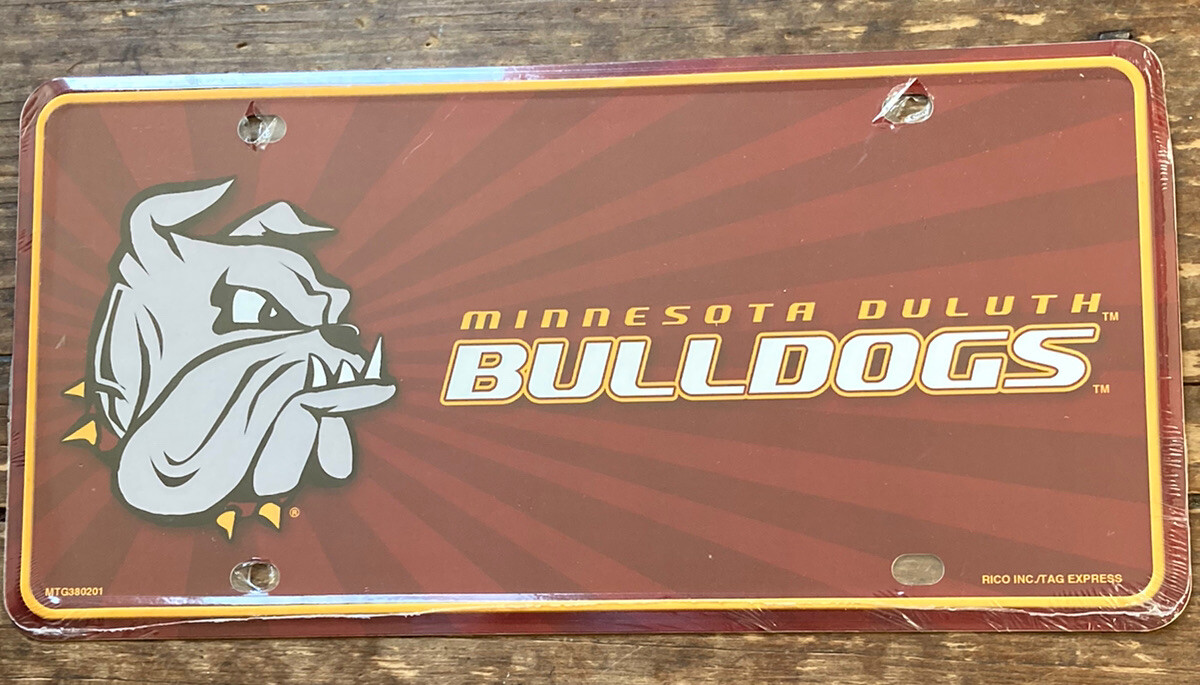 MINNESOTA DULUTH™
BULLDOGS™
®
MTG380201
RICO INC./TAG EXPRESS